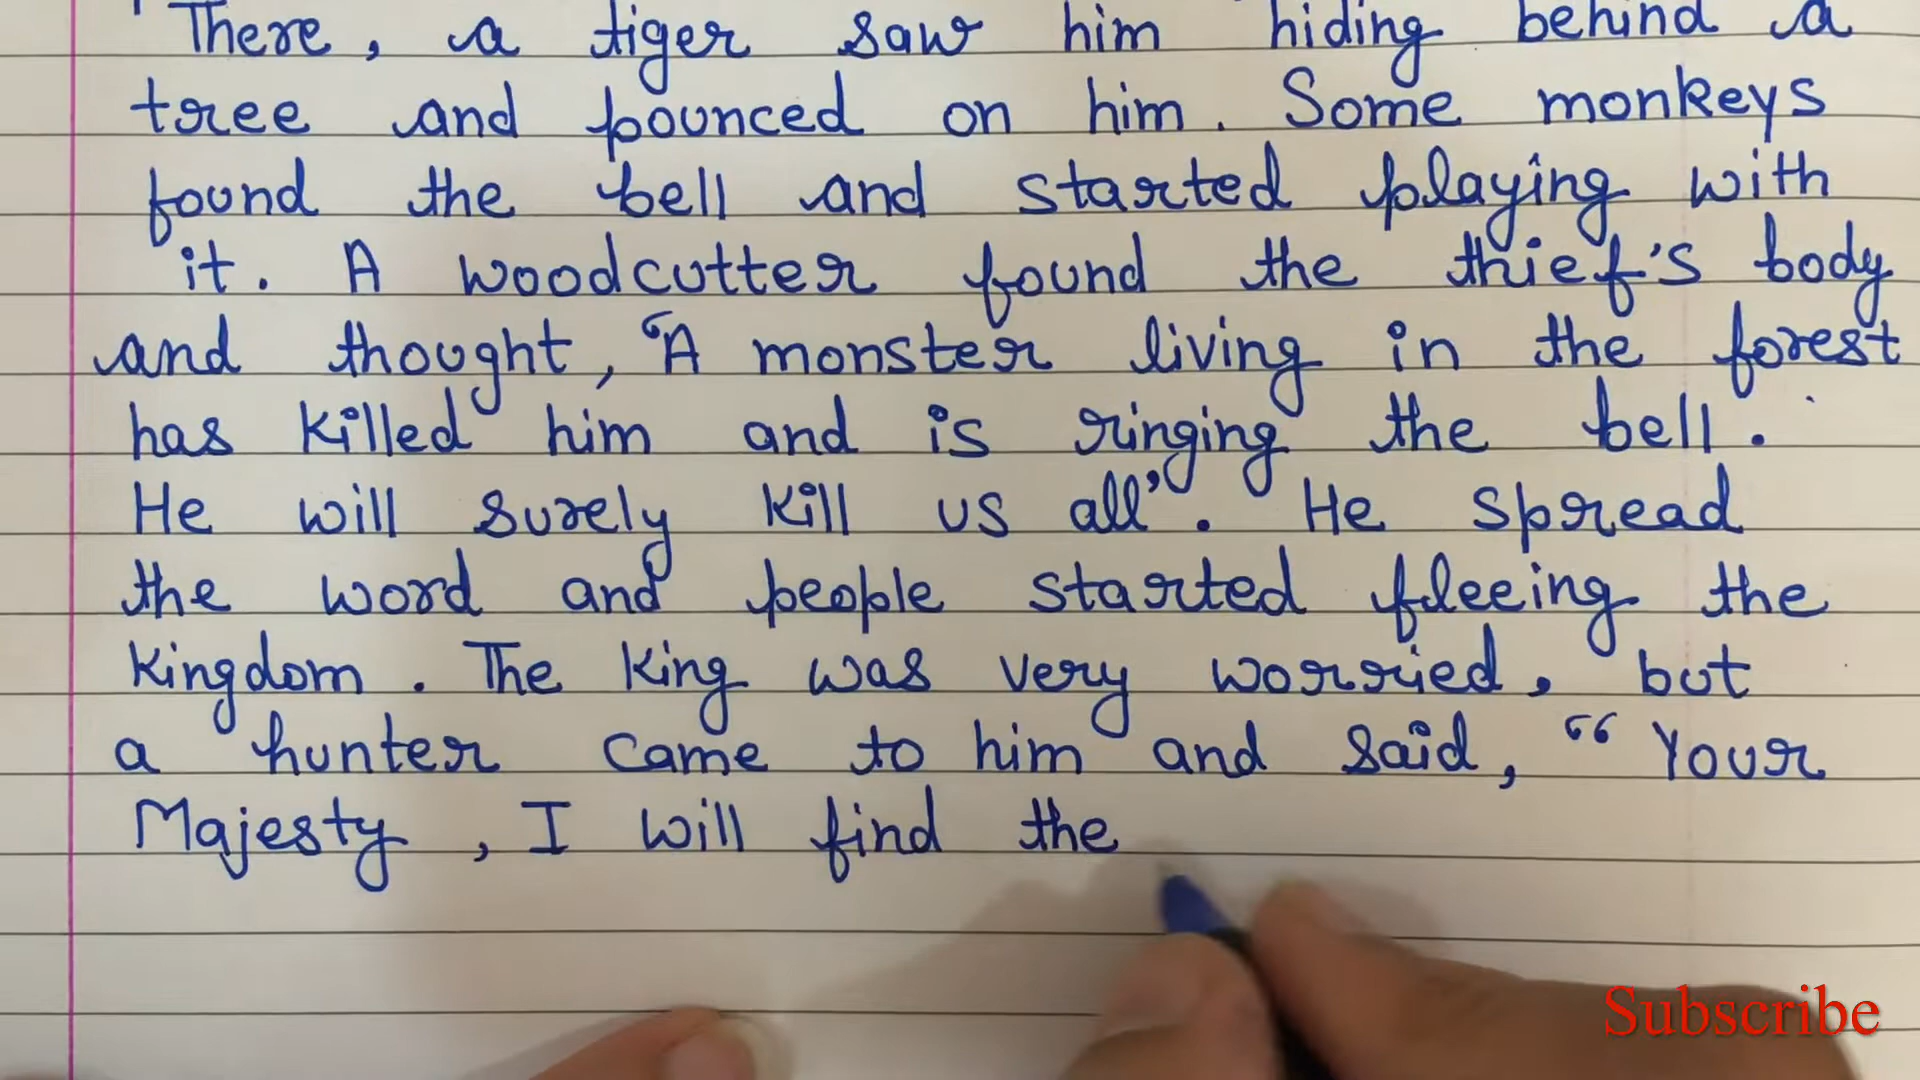 There, a tiger saw him hiding behind a
tree and pounced on him. Some monkeys
found the bell and started playing with
it. A woodcutter found the thief's body
and thought, "A monster living in the forest
has killed him and is ringing the bell.
He will surely kill us all". He spread
the word and people started fleeing the
kingdom. The king was very worried, but
a hunter came to him and said, "Your
Majesty, I will find the
Subscribe